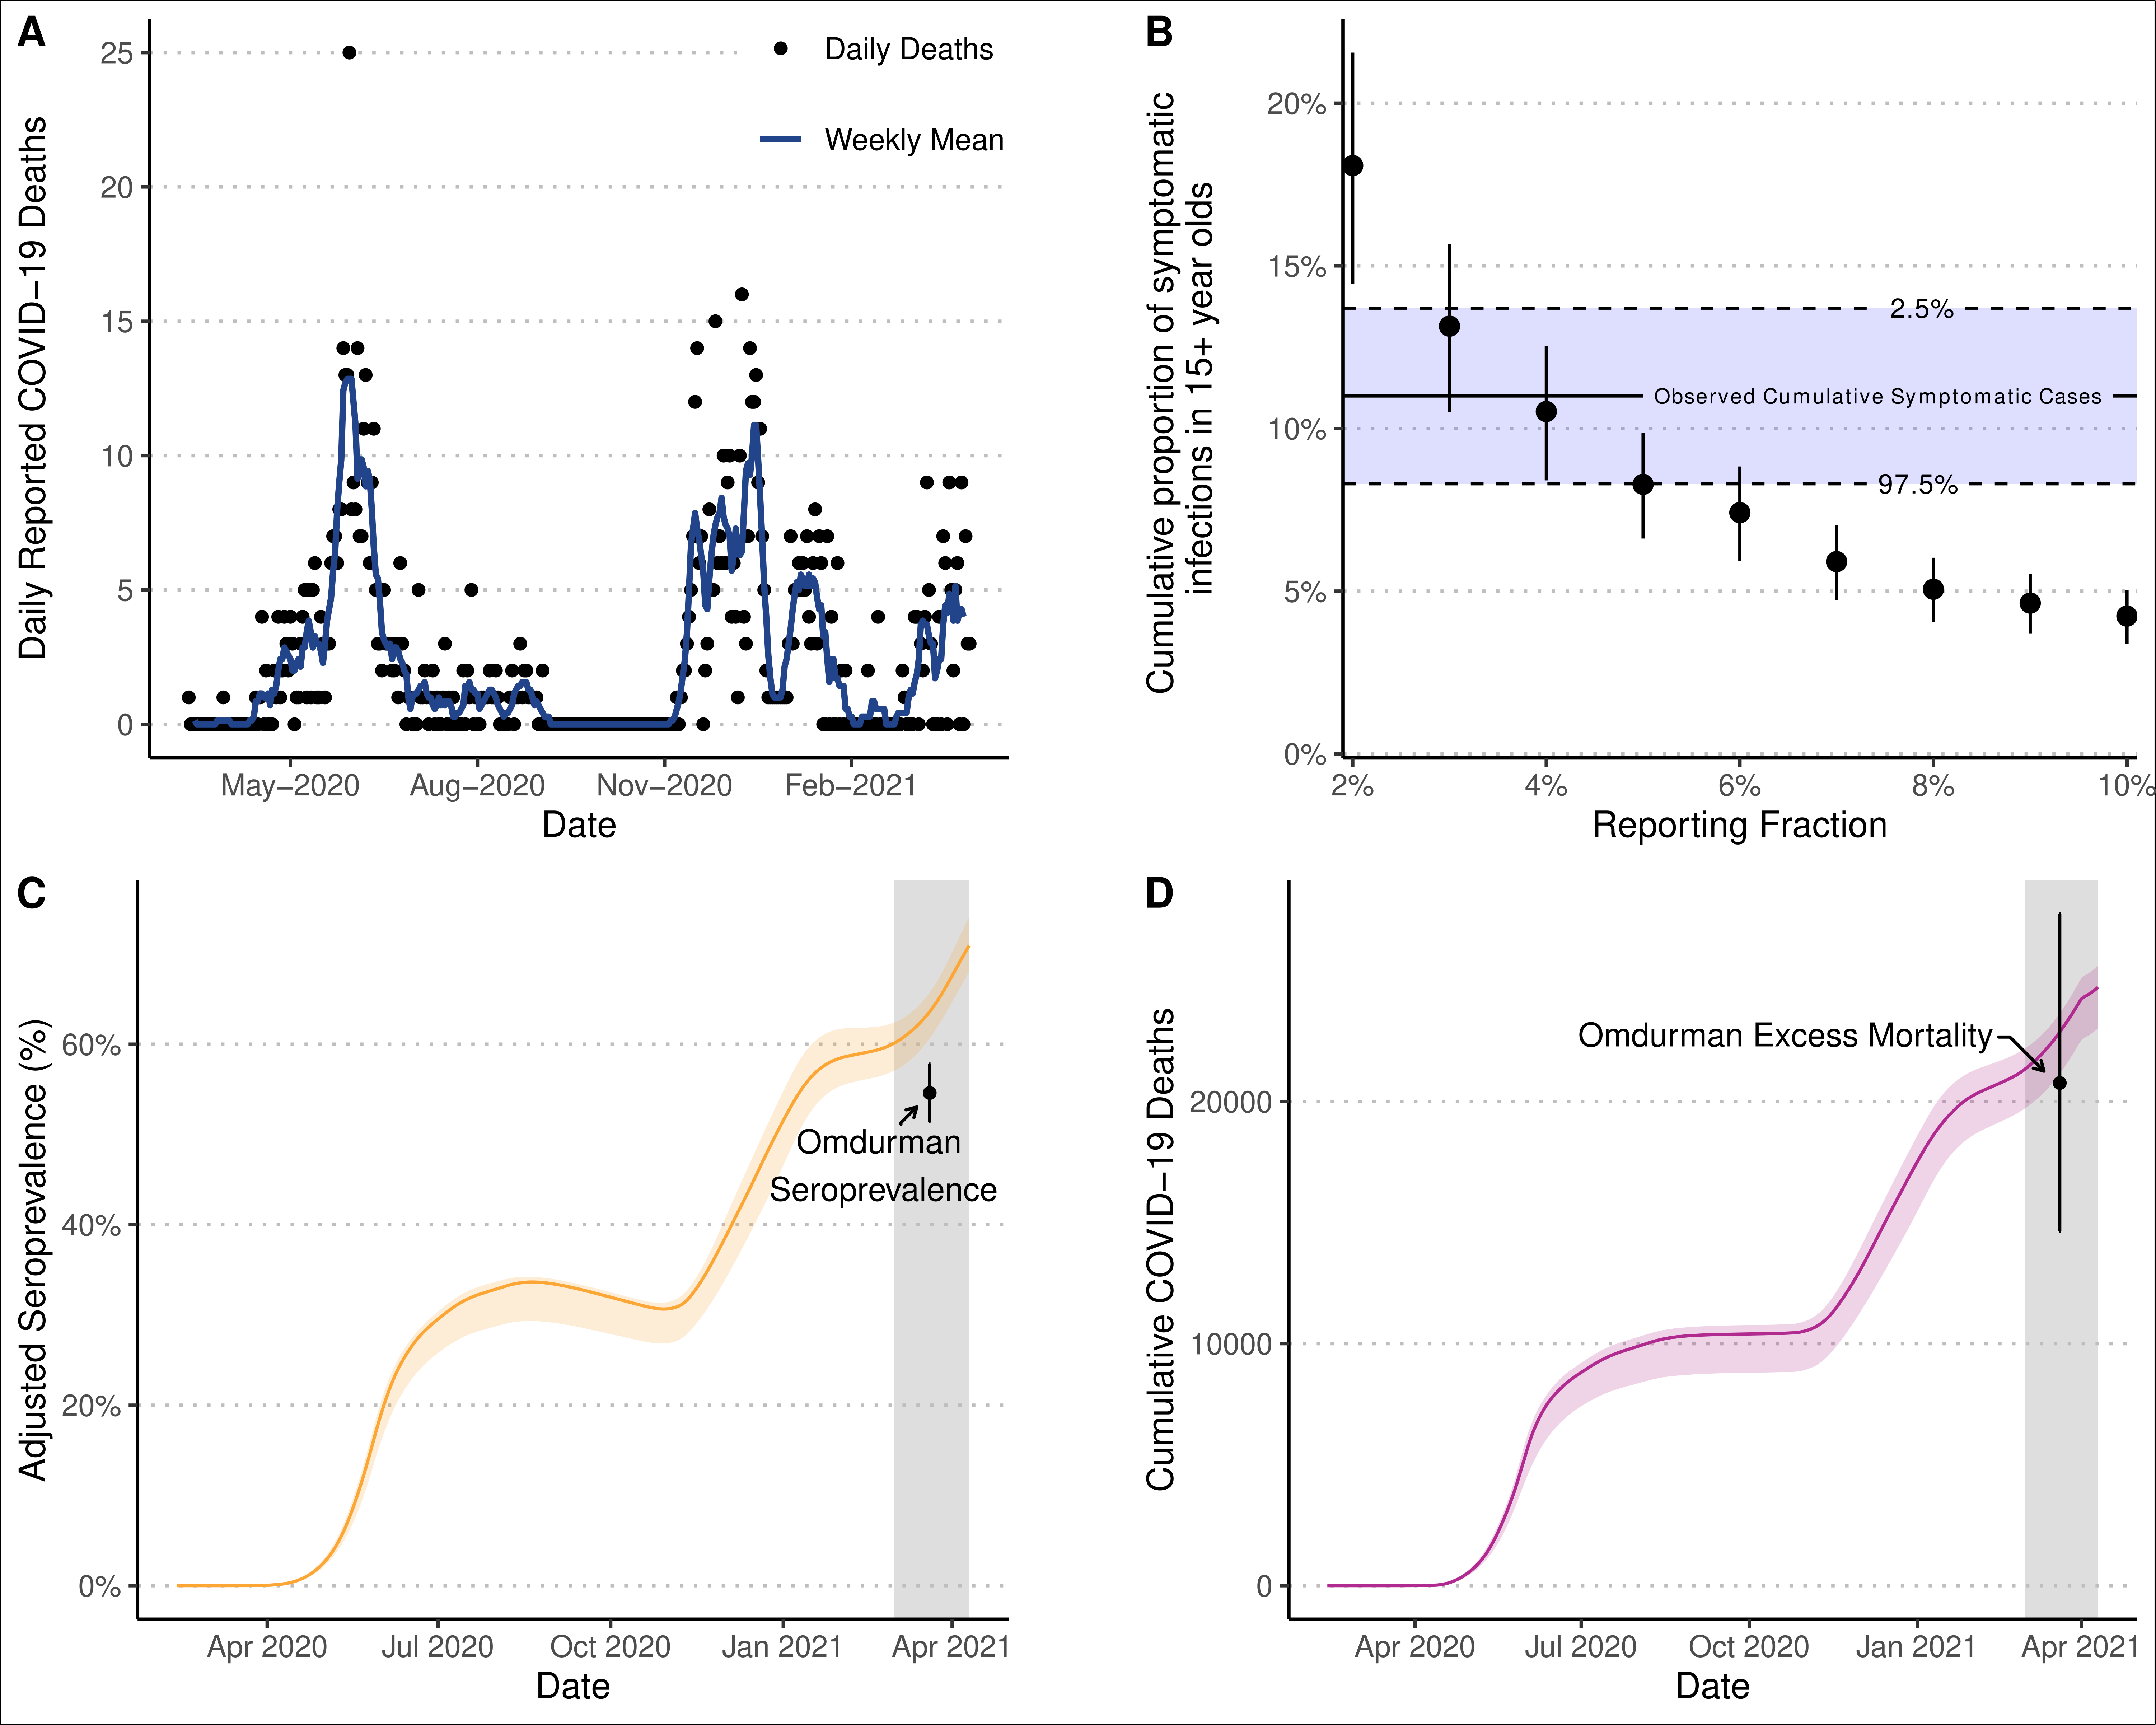 A
Daily Reported COVID−19 Deaths
25
20
15
10
5
0
Daily Deaths
Weekly Mean
May−2020
Aug−2020
Nov−2020
Feb−2021
Date
B
Cumulative proportion of symptomatic
infections in 15+ year olds
20%
15%
10%
5%
0%
2.5%
Observed Cumulative Symptomatic Cases
97.5%
2%
4%
6%
8%
10%
Reporting Fraction
C
Adjusted Seroprevalence (%)
60%
40%
20%
0%
Omdurman
Seroprevalence
Apr 2020
Jul 2020
Oct 2020
Jan 2021
Apr 2021
Date
D
Cumulative COVID−19 Deaths
20000
10000
0
Omdurman Excess Mortality
Apr 2020
Jul 2020
Oct 2020
Jan 2021
Apr 2021
Date